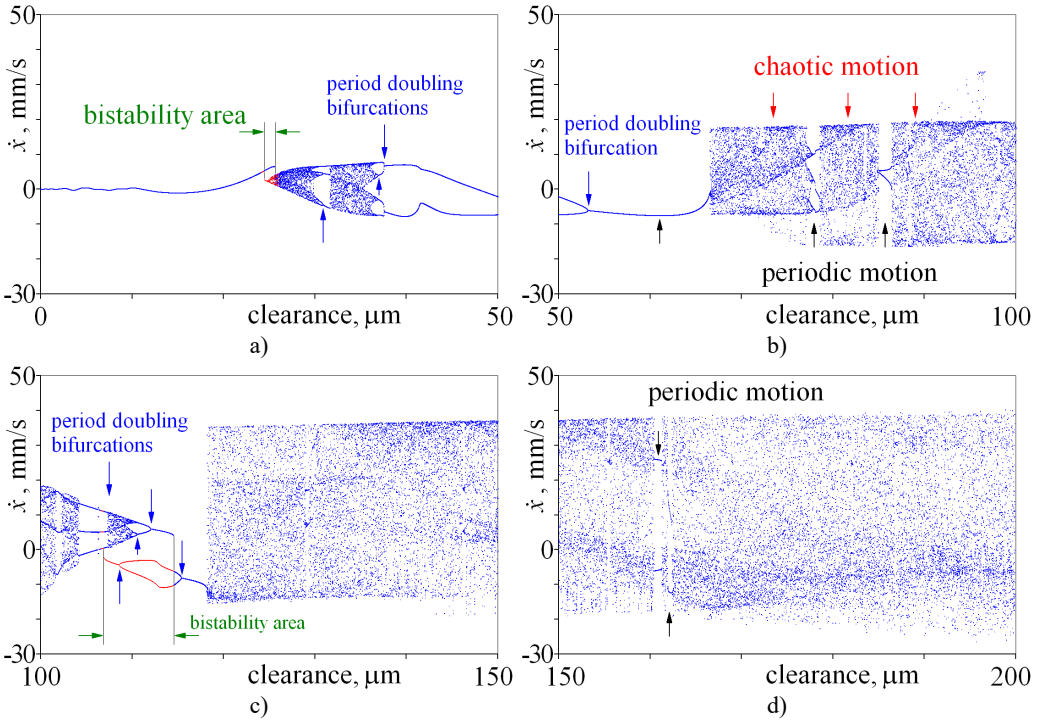 50
ẋ, mm/s
period doubling
bifurcations
bistability area
0
-30
0
clearance, μm
50
a)
50
ẋ, mm/s
chaotic motion
period doubling
bifurcation
0
periodic motion
-30
50
clearance, μm
100
b)
50
ẋ, mm/s
period doubling
bifurcations
0
bistability area
-30
100
clearance, μm
150
c)
50
ẋ, mm/s
periodic motion
0
-30
150
clearance, μm
200
d)